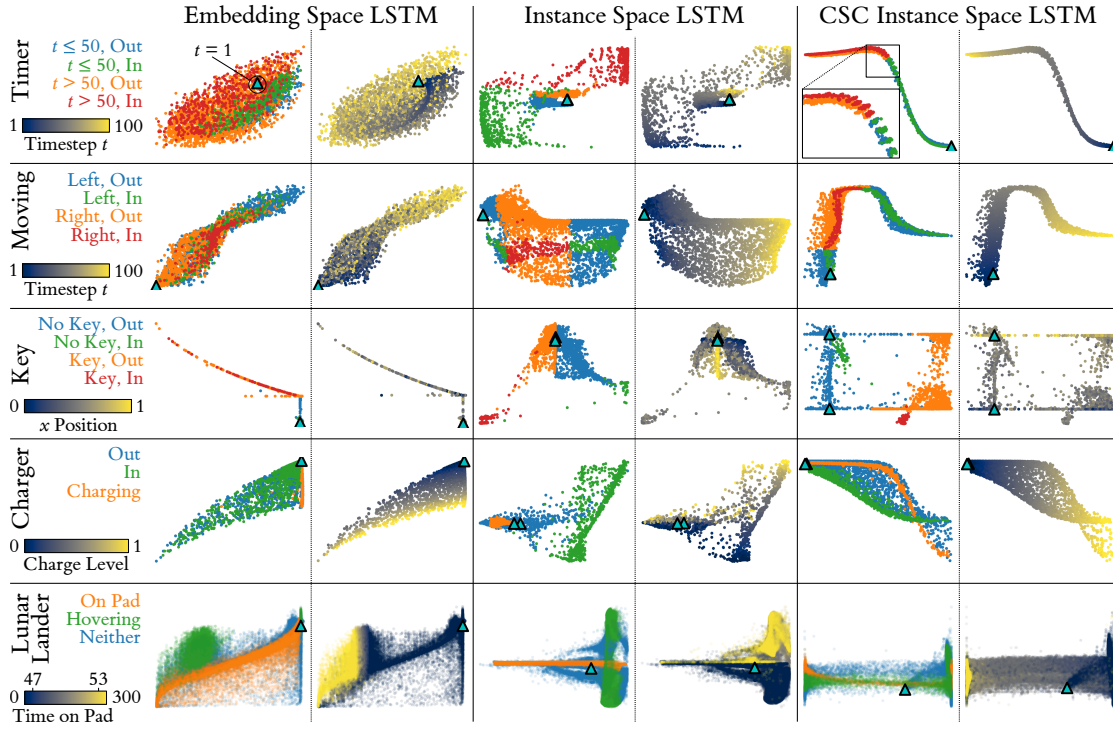 Embedding Space LSTM
Instance Space LSTM
CSC Instance Space LSTM
Timer
t ≤ 50, Out
t ≤ 50, In
t > 50, Out
t > 50, In
1 100
Timestep t
t = 1
Moving
Left, Out
Left, In
Right, Out
Right, In
1 100
Timestep t
Key
No Key, Out
No Key, In
Key, Out
Key, In
0 1
x Position
Charger
Out
In
Charging
0 1
Charge Level
Lunar
Lander
On Pad
Hovering
Neither
47 53
0 300
Time on Pad